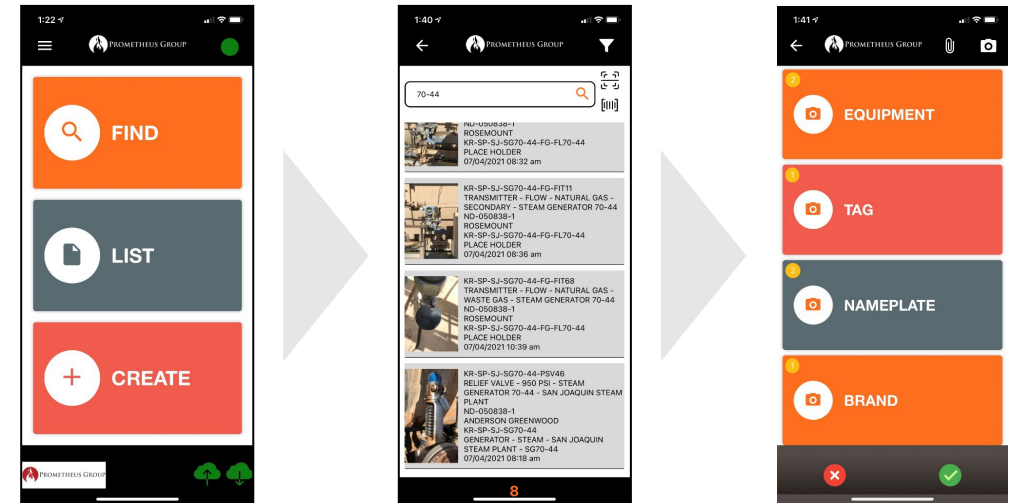 1:22
PROMETHEUS GROUP
FIND
LIST
CREATE
PROMETHEUS GROUP
1:40
PROMETHEUS GROUP
70-44
ND-050838-1
ROSEMOUNT
KR-SP-SJ-SG70-44-FG-FL70-44
PLACE HOLDER
07/04/2021 08:32 am
KR-SP-SJ-SG70-44-FG-FIT11
TRANSMITTER - FLOW - NATURAL GAS -
SECONDARY - STEAM GENERATOR 70-44
ND-050838-1
ROSEMOUNT
KR-SP-SJ-SG70-44-FG-FL70-44
PLACE HOLDER
07/04/2021 08:36 am
KR-SP-SJ-SG70-44-FG-FIT68
TRANSMITTER - FLOW - NATURAL GAS -
WASTE GAS - STEAM GENERATOR 70-44
ND-050838-1
ROSEMOUNT
KR-SP-SJ-SG70-44-FG-FL70-44
PLACE HOLDER
07/04/2021 10:39 am
KR-SP-SJ-SG70-44-PSV46
RELIEF VALVE - 950 PSI - STEAM
GENERATOR 70-44 - SAN JOAQUIN STEAM
PLANT
ND-050838-1
ANDERSON GREENWOOD
KR-SP-SJ-SG70-44
GENERATOR - STEAM - SAN JOAQUIN
STEAM PLANT - SG70-44
07/04/2021 08:18 am
8
1:41
PROMETHEUS GROUP
2
EQUIPMENT
1
TAG
2
NAMEPLATE
1
BRAND